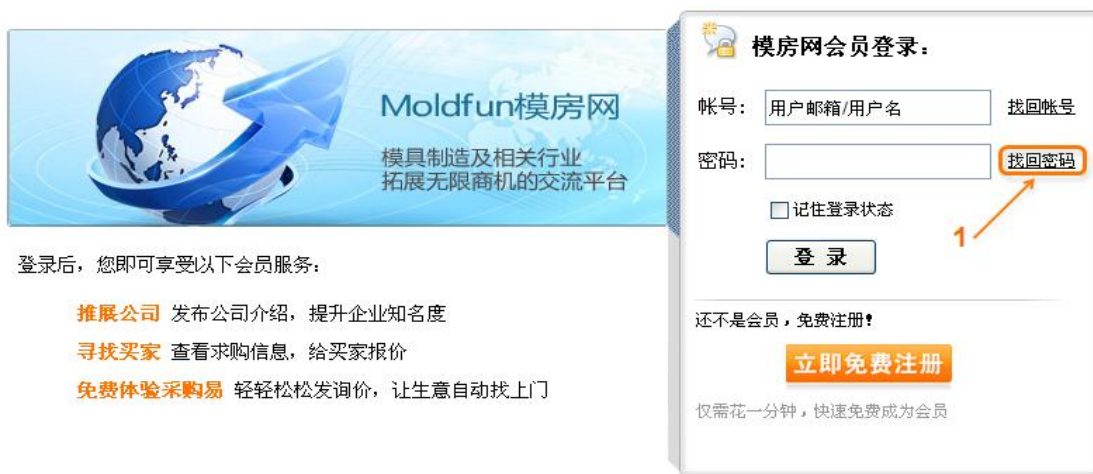 Moldfun模房网
模具制造及相关行业
拓展无限商机的交流平台
登录后，您即可享受以下会员服务：
推展公司 发布公司介绍，提升企业知名度
寻找买家 查看求购信息，给买家报价
免费体验采购易 轻轻松松发询价，让生意自动找上门
模房网会员登录：
帐号： 用户邮箱/用户名 找回帐号
密码： 找回密码
记住登录状态
1
登 录
还不是会员，免费注册！
立即免费注册
仅需花一分钟，快速免费成为会员